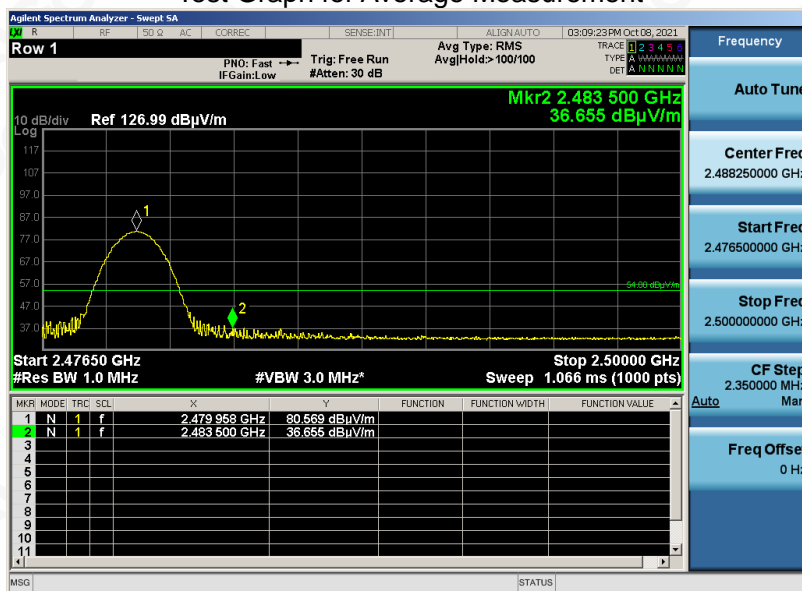 Test Graph for Average Measurement
Agilent Spectrum Analyzer - Swept SA
LXI R RF 50 Ω AC CORREC SENSE:INT ALIGN AUTO 03:09:23 PM Oct 08, 2021
Row 1
PNO: Fast
IFGain:Low
Trig: Free Run
#Atten: 30 dB
Avg Type: RMS
Avg|Hold:> 100/100
TRACE 1 2 3 4 5 6
TYPE A
DET A N N N N N
Mkr2 2.483 500 GHz
36.655 dBµV/m
10 dB/div Ref 126.99 dBµV/m
Log
117
107
97.0
87.0
77.0
67.0
57.0
47.0
37.0
1
2
54.00 dBµV/m
Start 2.47650 GHz Stop 2.50000 GHz
#Res BW 1.0 MHz #VBW 3.0 MHz* Sweep 1.066 ms (1000 pts)
MKR MODE TRC SCL X Y FUNCTION FUNCTION WIDTH FUNCTION VALUE
1 N 1 f 2.479 958 GHz 80.569 dBµV/m
2 N 1 f 2.483 500 GHz 36.655 dBµV/m
3
4
5
6
7
8
9
10
11
MSG STATUS
Frequency
Auto Tune
Center Freq
2.488250000 GHz
Start Freq
2.476500000 GHz
Stop Freq
2.500000000 GHz
CF Step
2.350000 MHz
Auto Man
Freq Offset
0 Hz